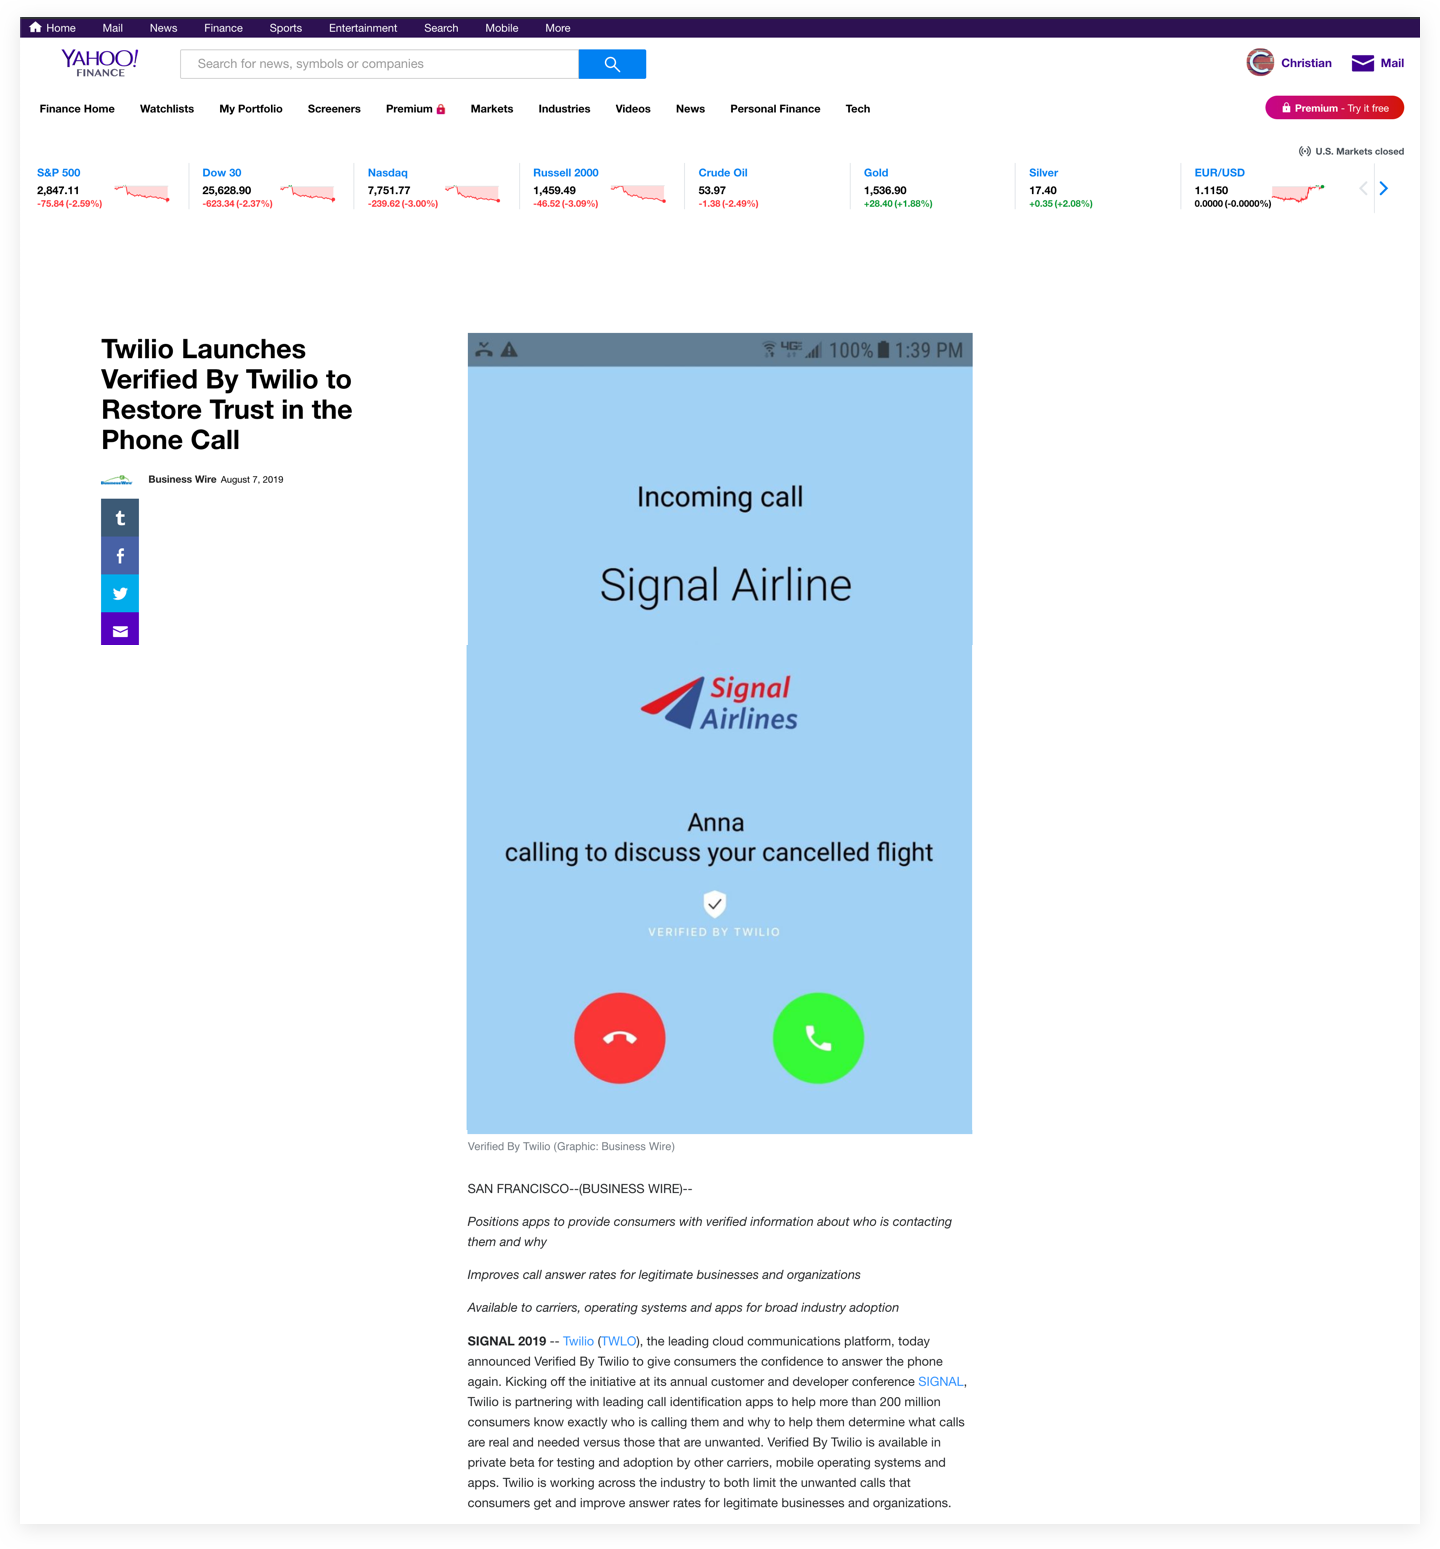 Home Mail News Finance Sports Entertainment Search Mobile More
YAHOO!
FINANCE
Search for news, symbols or companies
Christian Mail
Finance Home Watchlists My Portfolio Screeners Premium Markets Industries Videos News Personal Finance Tech
Premium - Try it free
U.S. Markets closed
S&P 500
2,847.11
-75.84 (-2.59%)
Dow 30
25,628.90
-623.34 (-2.37%)
Nasdaq
7,751.77
-239.62 (-3.00%)
Russell 2000
1,459.49
-46.52 (-3.09%)
Crude Oil
53.97
-1.38 (-2.49%)
Gold
1,536.90
+28.40 (+1.88%)
Silver
17.40
+0.35 (+2.08%)
EUR/USD
1.1150
0.0000 (-0.0000%)
Twilio Launches
Verified By Twilio to
Restore Trust in the
Phone Call
BusinessWire
Business Wire August 7, 2019
4GE 100% 1:39 PM
Incoming call
Signal Airline
Signal
Airlines
Anna
calling to discuss your cancelled flight
VERIFIED BY TWILIO
Verified By Twilio (Graphic: Business Wire)
SAN FRANCISCO--(BUSINESS WIRE)--
Positions apps to provide consumers with verified information about who is contacting
them and why
Improves call answer rates for legitimate businesses and organizations
Available to carriers, operating systems and apps for broad industry adoption
SIGNAL 2019 -- Twilio (TWLO), the leading cloud communications platform, today
announced Verified By Twilio to give consumers the confidence to answer the phone
again. Kicking off the initiative at its annual customer and developer conference SIGNAL,
Twilio is partnering with leading call identification apps to help more than 200 million
consumers know exactly who is calling them and why to help them determine what calls
are real and needed versus those that are unwanted. Verified By Twilio is available in
private beta for testing and adoption by other carriers, mobile operating systems and
apps. Twilio is working across the industry to both limit the unwanted calls that
consumers get and improve answer rates for legitimate businesses and organizations.